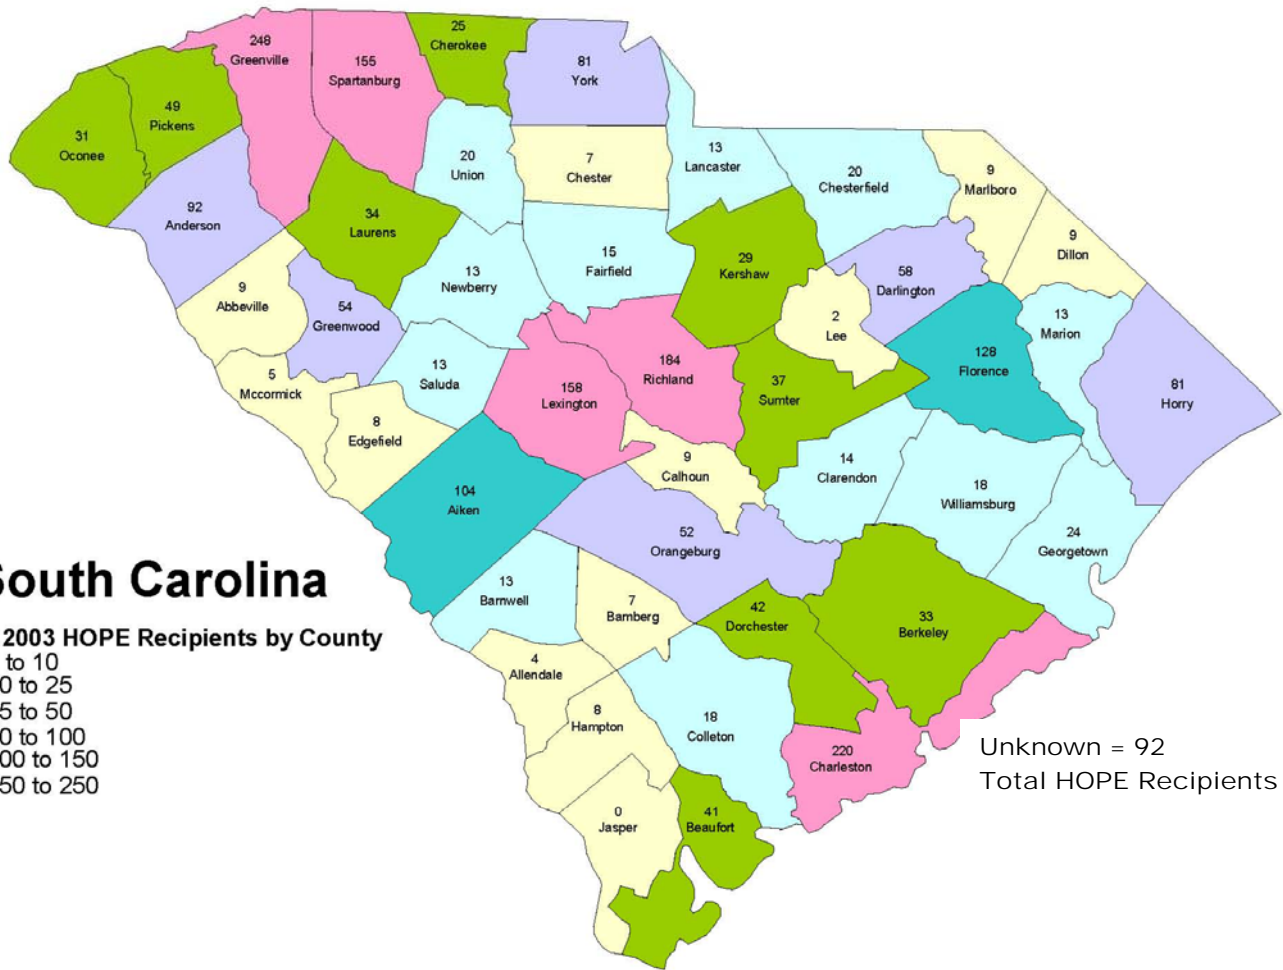 25
Cherokee
248
Greenville
155
Spartanburg
81
York
49
Pickens
31
Oconee
20
Union
7
Chester
13
Lancaster
20
Chesterfield
9
Marlboro
92
Anderson
34
Laurens
9
Dillon
15
Fairfield
29
Kershaw
13
Newberry
58
Darlington
9
Abbeville
54
Greenwood
2
Lee
13
Marion
128
Florence
184
Richland
13
Saluda
5
Mccormick
158
Lexington
37
Sumter
81
Horry
8
Edgefield
9
Calhoun
14
Clarendon
18
Williamsburg
104
Aiken
52
Orangeburg
24
Georgetown
South Carolina
13
Barnwell
7
Bamberg
42
Dorchester
33
Berkeley
2003 HOPE Recipients by County
to 10
0 to 25
5 to 50
0 to 100
00 to 150
50 to 250
4
Allendale
8
Hampton
18
Colleton
220
Charleston
Unknown = 92
Total HOPE Recipients
0
Jasper
41
Beaufort